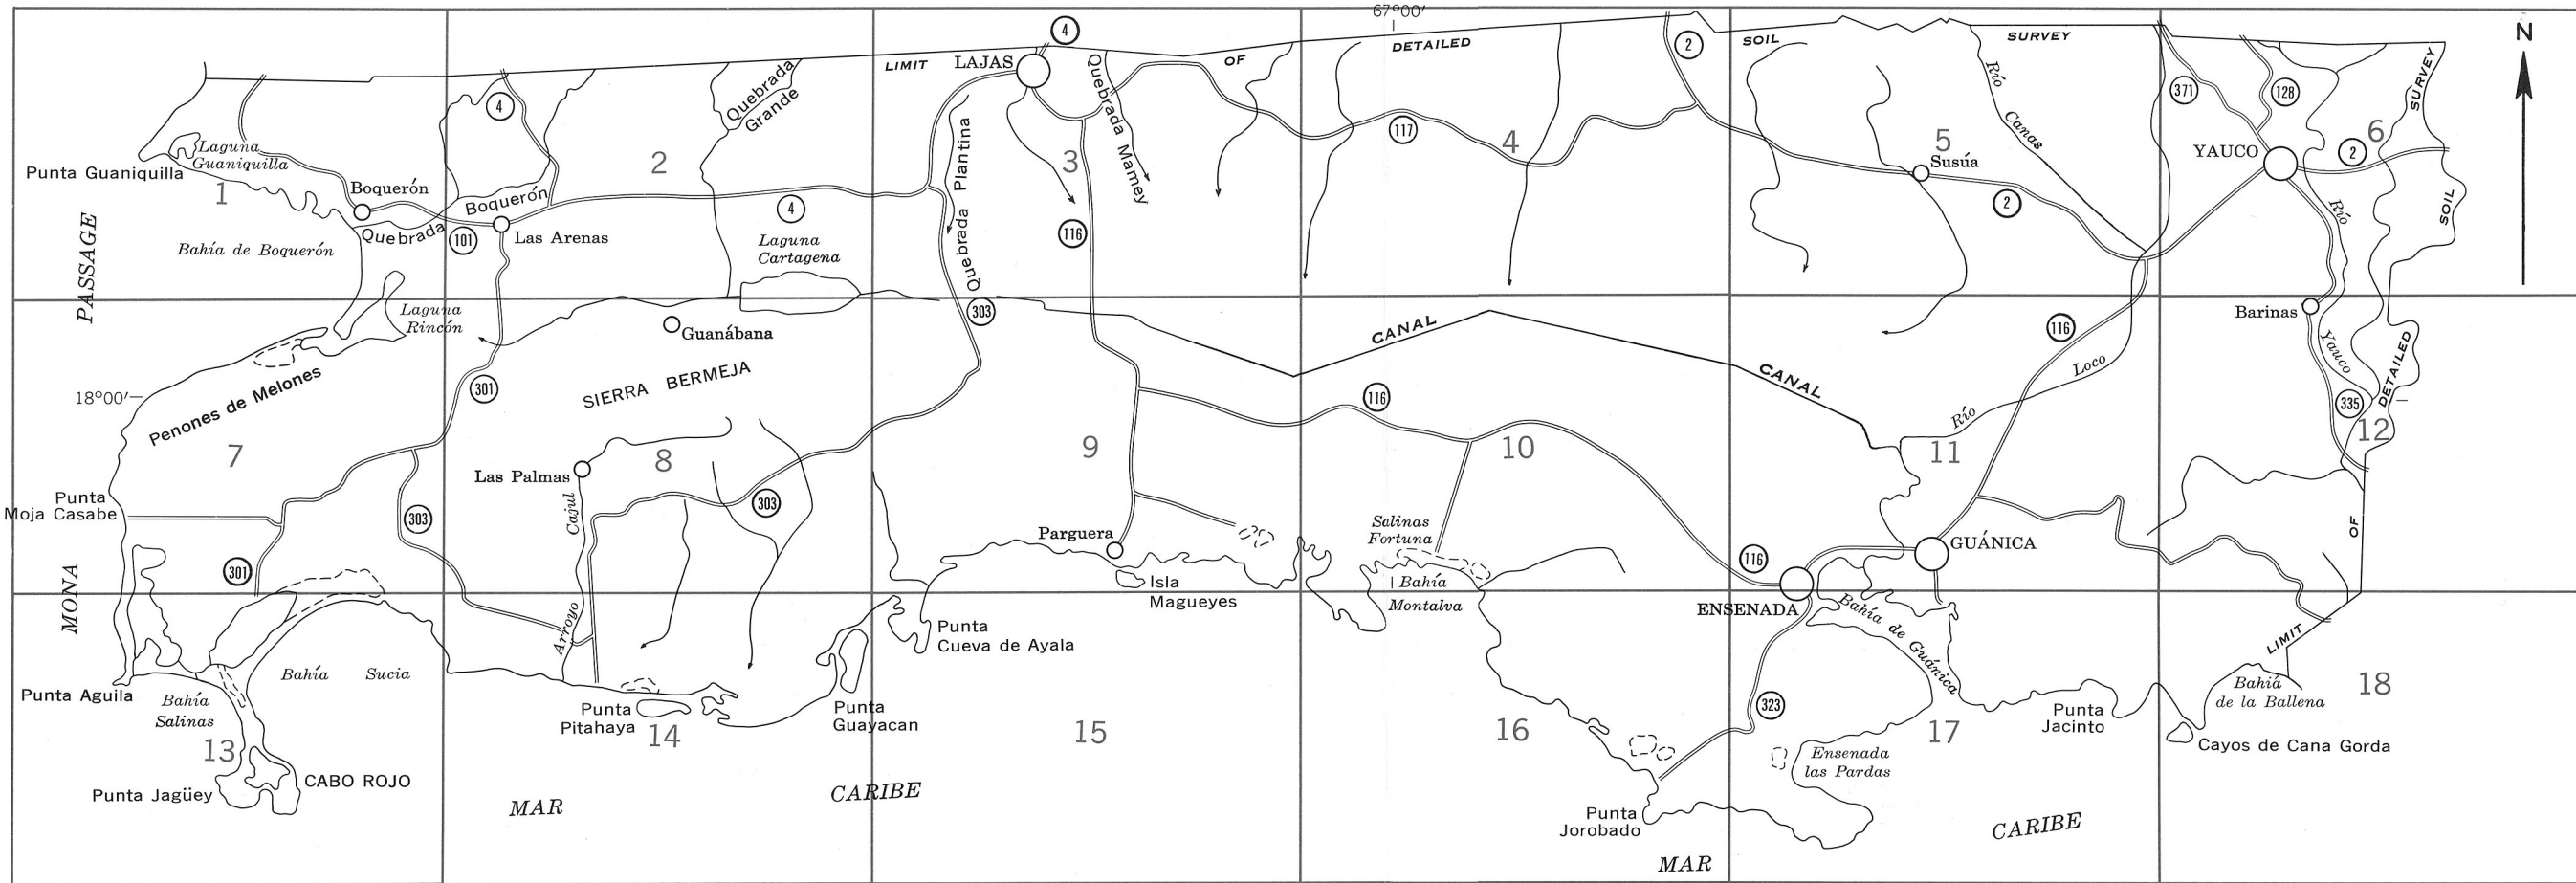 67°00'
N
LIMIT
OF
DETAILED
SOIL
SURVEY
LAJAS
4
4
Quebrada
Grande
Quebrada Mamey
2
Río
Canas
371
128
SURVEY
SOIL
Laguna
Guaniquilla
Punta Guaniquilla
1
2
3
117
4
5
Susúa
YAUCO
6
2
Boquerón
Boquerón
Quebrada
101
Las Arenas
4
Quebrada Plantina
116
2
Río
PASSAGE
Bahía de Boquerón
Laguna
Cartagena
Laguna
Rincón
Guanábana
303
CANAL
CANAL
116
Loco
Río
Barinas
Yauco
DETAILED
335
18°00'
Penones de Melones
301
SIERRA BERMEJA
116
7
8
9
10
11
12
Las Palmas
Cajul
Punta
Moja Casabe
303
303
Parguera
Salinas
Fortuna
GUÁNICA
OF
MONA
301
Arroyo
Isla
Magueyes
Bahía
Montalva
116
ENSENADA
Bahía de Guánica
LIMIT
Punta Aguila
Bahía
Salinas
Bahía Sucia
Punta
Cueva de Ayala
Punta
Pitahaya
Punta
Guayacan
323
Punta
Jacinto
Bahiá
de la Ballena
13
14
15
16
17
18
Cayos de Cana Gorda
Punta Jagüey
CABO ROJO
Ensenada
las Pardas
MAR
CARIBE
Punta
Jorobado
MAR
CARIBE